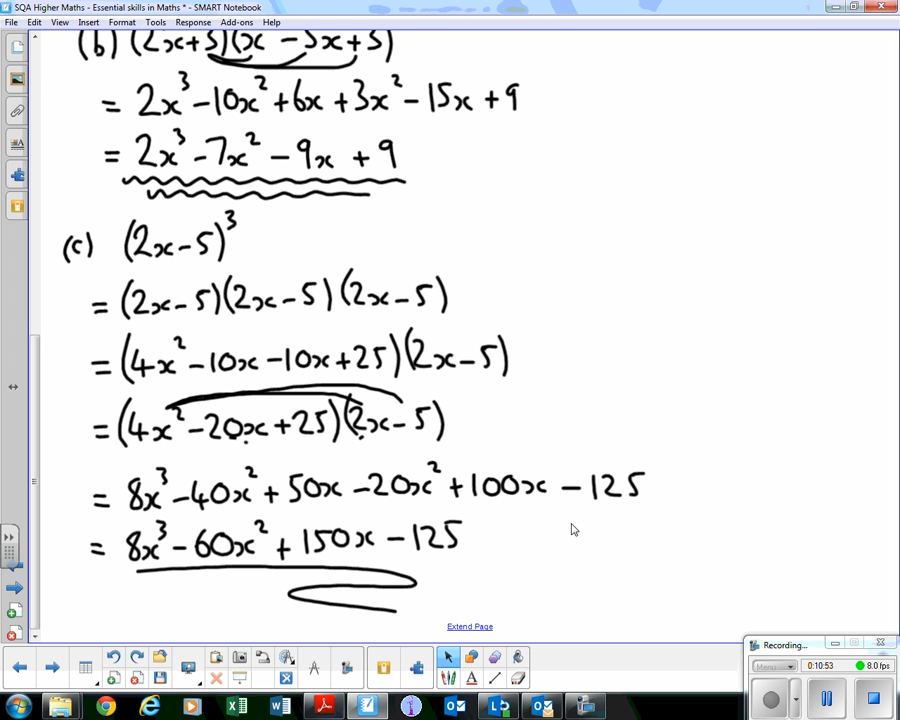 SQA Higher Maths - Essential skills in Maths * - SMART Notebook
File Edit View Insert Format Tools Response Add-ons Help
(b) (2x+3)(x² -5x+3)
= 2x³ -10x² +6x +3x² -15x +9
= 2x³ -7x² -9x +9
(c) (2x-5)³
= (2x-5)(2x-5)(2x-5)
= (4x² -10x -10x +25)(2x-5)
= (4x² -20x +25)(2x-5)
= 8x³ -40x² +50x -20x² +100x -125
= 8x³ -60x² +150x -125
Extend Page
Recording...
Menu
0:10:53 8.0 fps